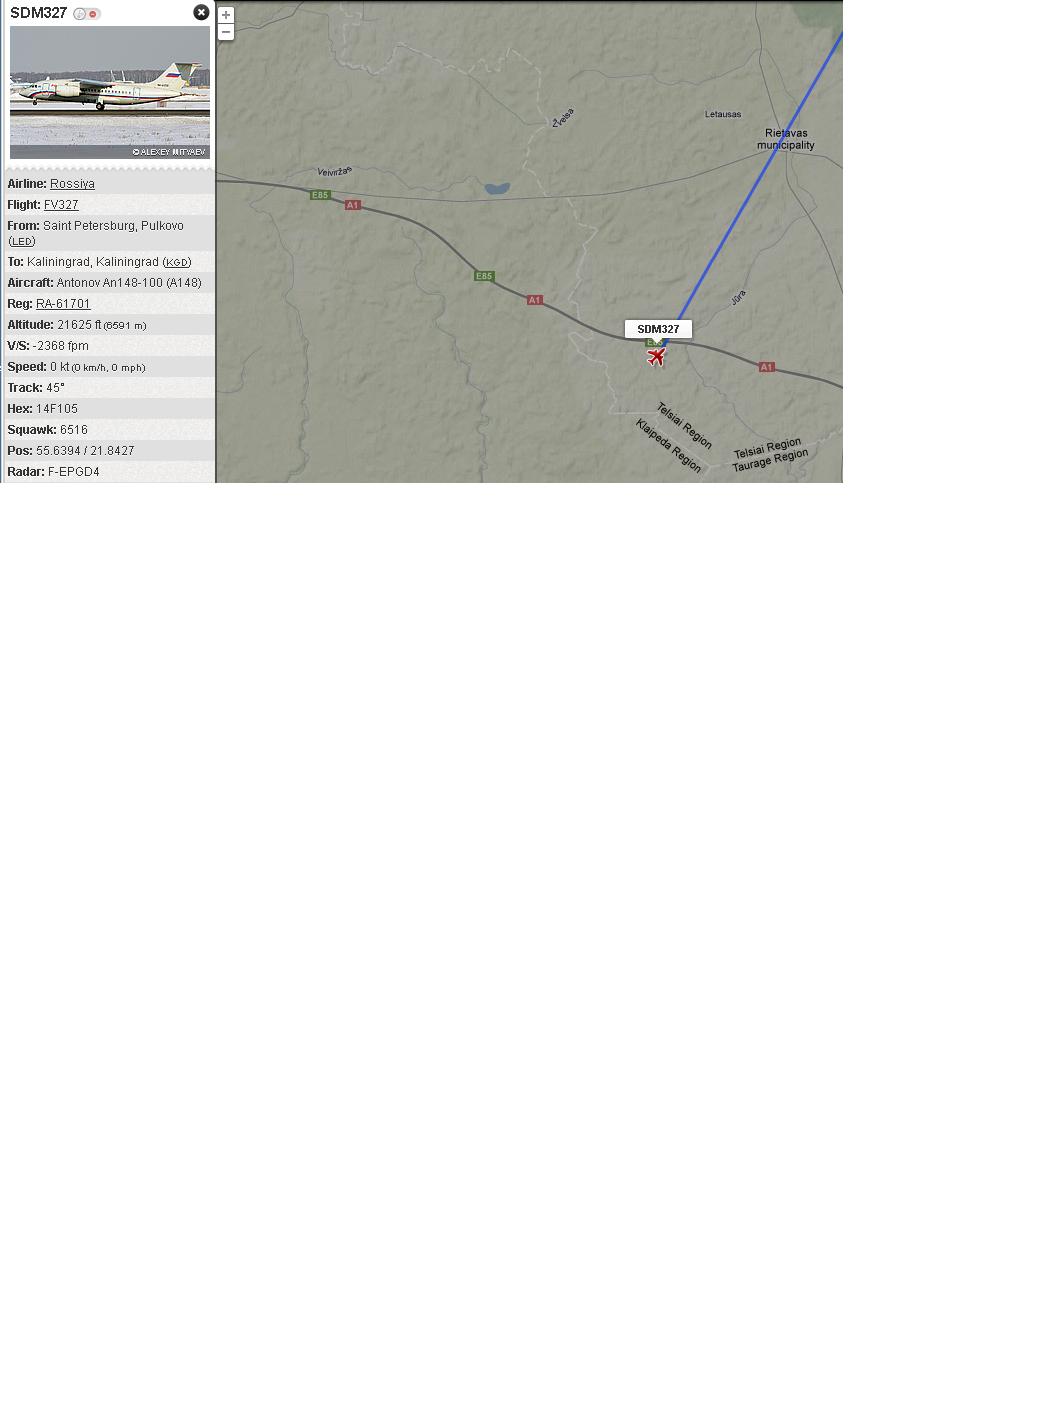 SDM327
© ALEXEY MITYAEV
Airline: Rossiya
Flight: FV327
From: Saint Petersburg, Pulkovo
(LED)
To: Kaliningrad, Kaliningrad (KGD)
Aircraft: Antonov An148-100 (A148)
Reg: RA-61701
Altitude: 21625 ft (6591 m)
V/S: -2368 fpm
Speed: 0 kt (0 km/h, 0 mph)
Track: 45°
Hex: 14F105
Squawk: 6516
Pos: 55.6394 / 21.8427
Radar: F-EPGD4
+
−
Žvelsa
Letausas
Rietavas
municipality
Veiviržas
E85
A1
E85
A1
Jūra
SDM327
E85
A1
Telsiai Region
Klaipeda Region
Telsiai Region
Taurage Region